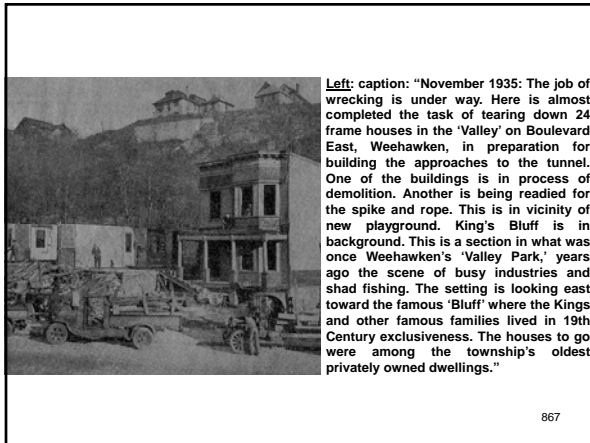 Left: caption: “November 1935: The job of
wrecking is under way. Here is almost
completed the task of tearing down 24
frame houses in the ‘Valley’ on Boulevard
East, Weehawken, in preparation for
building the approaches to the tunnel.
One of the buildings is in process of
demolition. Another is being readied for
the spike and rope. This is in vicinity of
new playground. King’s Bluff is in
background. This is a section in what was
once Weehawken’s ‘Valley Park,’ years
ago the scene of busy industries and
shad fishing. The setting is looking east
toward the famous ‘Bluff’ where the Kings
and other famous families lived in 19th
Century exclusiveness. The houses to go
were among the township’s oldest
privately owned dwellings.”
867